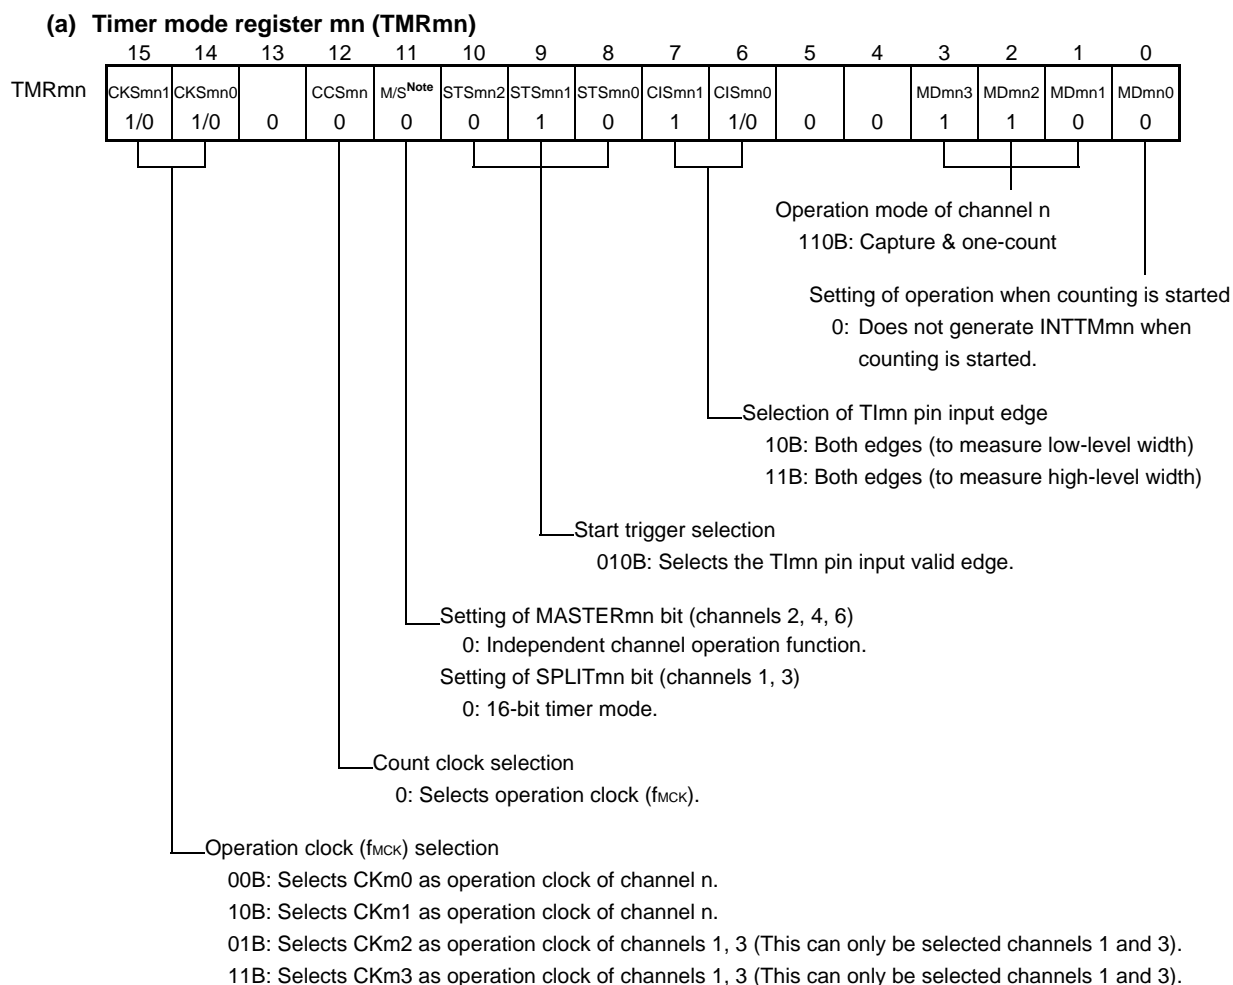 (a) Timer mode register mn (TMRmn)
15 14 13 12 11 10 9 8 7 6 5 4 3 2 1 0
TMRmn CKSmn1 CKSmn0 CCSmn M/S Note STSmn2 STSmn1 STSmn0 CISmn1 CISmn0 MDmn3 MDmn2 MDmn1 MDmn0
1/0 1/0 0 0 0 0 1 0 1 1/0 0 0 1 1 0 0
Operation mode of channel n
110B: Capture & one-count
Setting of operation when counting is started
0: Does not generate INTTMmn when
counting is started.
Selection of TImn pin input edge
10B: Both edges (to measure low-level width)
11B: Both edges (to measure high-level width)
Start trigger selection
010B: Selects the TImn pin input valid edge.
Setting of MASTERmn bit (channels 2, 4, 6)
0: Independent channel operation function.
Setting of SPLITmn bit (channels 1, 3)
0: 16-bit timer mode.
Count clock selection
0: Selects operation clock (fMCK).
Operation clock (fMCK) selection
00B: Selects CKm0 as operation clock of channel n.
10B: Selects CKm1 as operation clock of channel n.
01B: Selects CKm2 as operation clock of channels 1, 3 (This can only be selected channels 1 and 3).
11B: Selects CKm3 as operation clock of channels 1, 3 (This can only be selected channels 1 and 3).